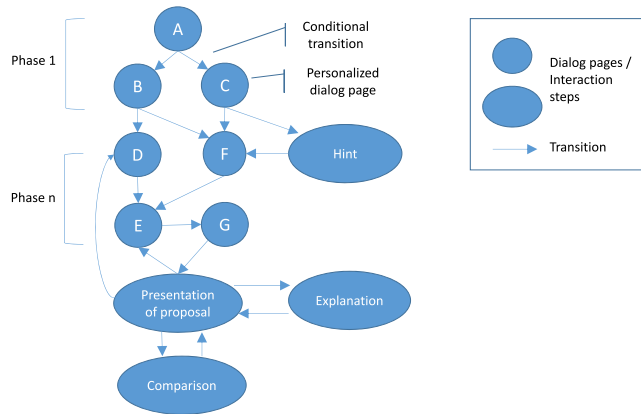 A
Conditional
transition
Phase 1
B
C
Personalized
dialog page
D
F
Hint
Phase n
E
G
Presentation
of proposal
Explanation
Comparison
Dialog pages /
Interaction
steps
Transition